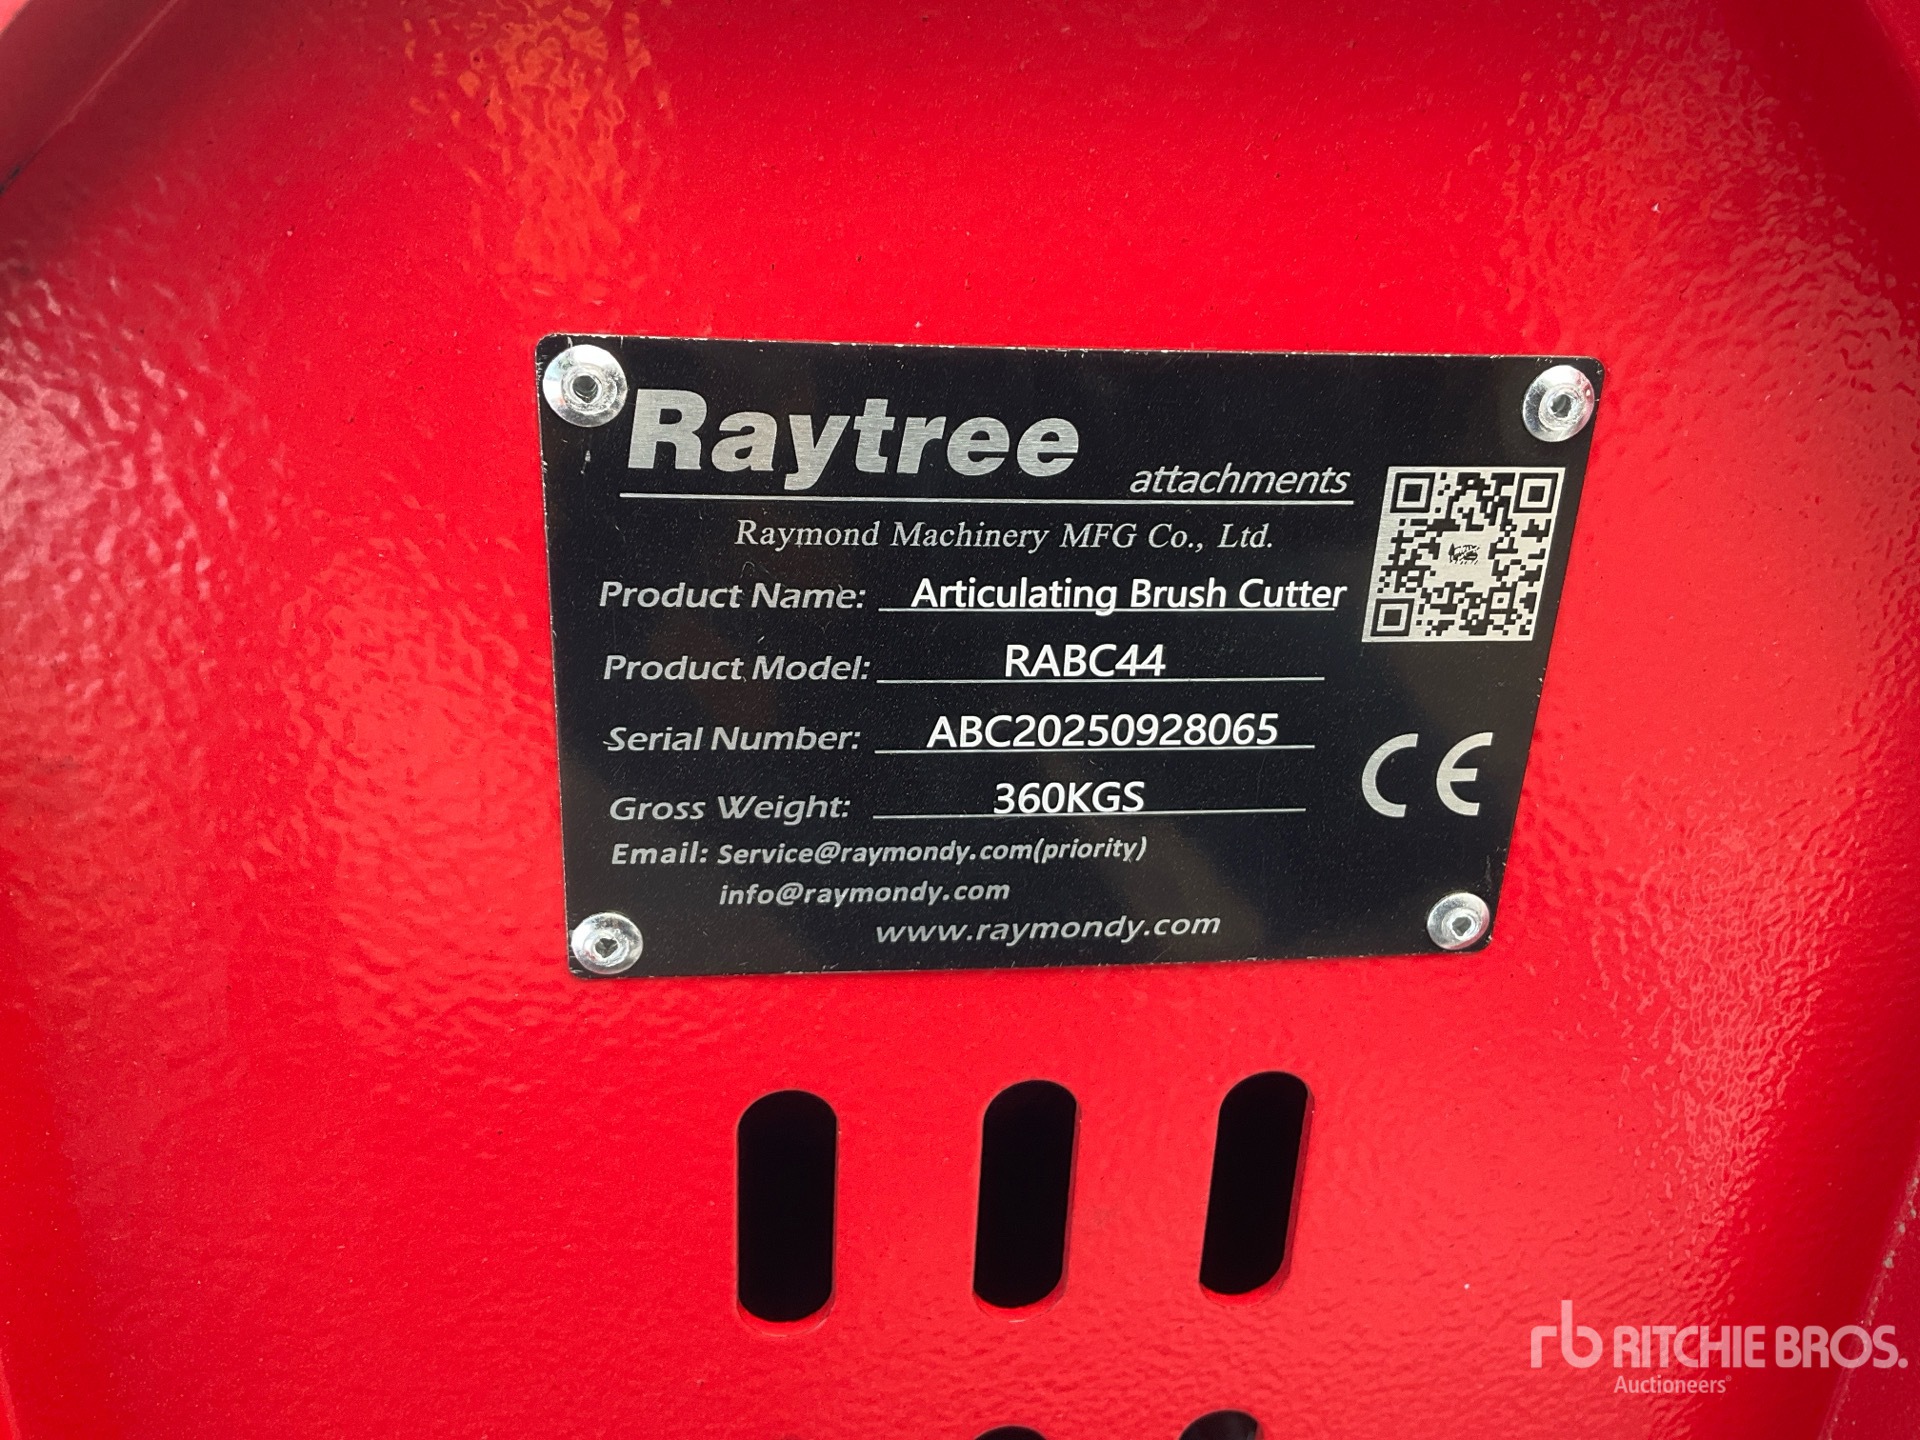 Raytree
attachments
Raymond Machinery MFG Co., Ltd.
Product Name: Articulating Brush Cutter
Product Model: RABC44
Serial Number: ABC20250928065
Gross Weight: 360KGS
Email: Service@raymondy.com(priority)
info@raymondy.com
www.raymondy.com
CE
rb RITCHIE BROS.
Auctioneers